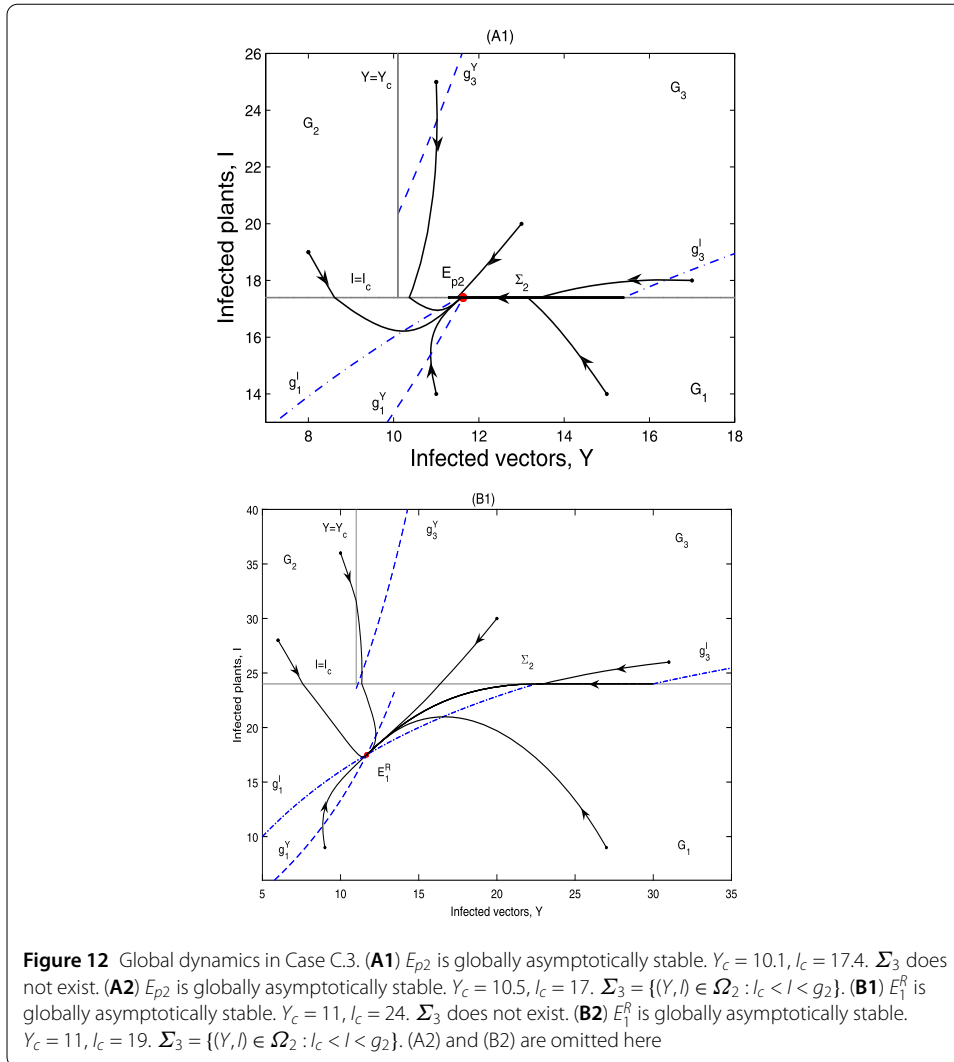 (A1)
26
24
22
20
18
16
14
8
10
12
14
16
18
Infected plants, I
Infected vectors, Y
Y=Y_c
g_3^Y
G_3
G_2
I=I_c
E_{p2}
Σ_2
g_3^I
g_1^I
g_1^Y
G_1
(B1)
40
35
30
25
20
15
10
5
10
15
20
25
30
35
Infected plants, I
Infected vectors, Y
Y=Y_c
g_3^Y
G_3
G_2
I=I_c
Σ_2
g_3^I
g_1^I
E_1^R
g_1^Y
G_1
Figure 12 Global dynamics in Case C.3. (A1) E_{p2} is globally asymptotically stable. Y_c = 10.1, I_c = 17.4. Σ_3 does
not exist. (A2) E_{p2} is globally asymptotically stable. Y_c = 10.5, I_c = 17. Σ_3 = {(Y, I) ∈ Ω_2 : I_c < I < g_2}. (B1) E_1^R is
globally asymptotically stable. Y_c = 11, I_c = 24. Σ_3 does not exist. (B2) E_1^R is globally asymptotically stable.
Y_c = 11, I_c = 19. Σ_3 = {(Y, I) ∈ Ω_2 : I_c < I < g_2}. (A2) and (B2) are omitted here